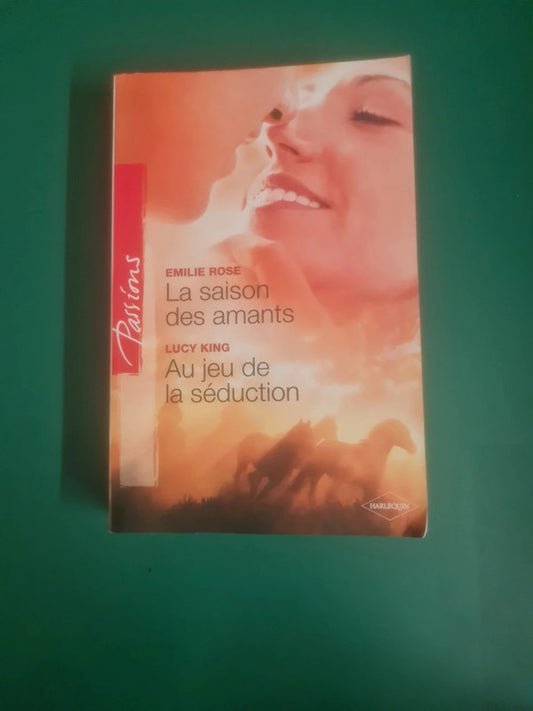 Passions
EMILIE ROSE
La saison
des amants
LUCY KING
Au jeu de
la séduction
HARLEQUIN